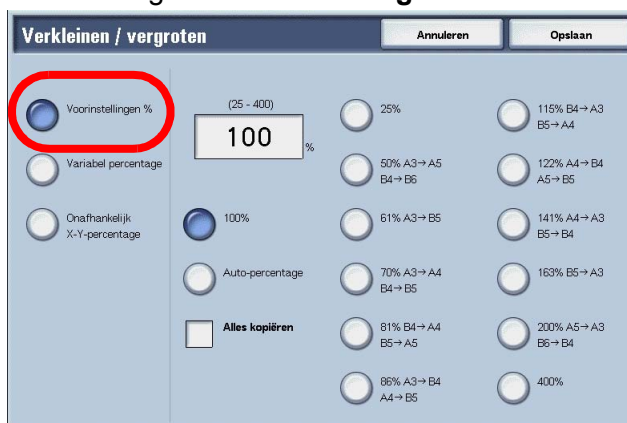 Verkleinen / vergroten
Annuleren
Opslaan
Voorinstellingen %
Variabel percentage
Onafhankelijk
X-Y-percentage
(25 - 400)
100
%
100%
Auto-percentage
Alles kopiëren
25%
50% A3→A5
B4→B6
61% A3→B5
70% A3→A4
B4→B5
81% B4→A4
B5→A5
86% A3→B4
A4→B5
115% B4→A3
B5→A4
122% A4→B4
A5→B5
141% A4→A3
B5→B4
163% B5→A3
200% A5→A3
B6→B4
400%